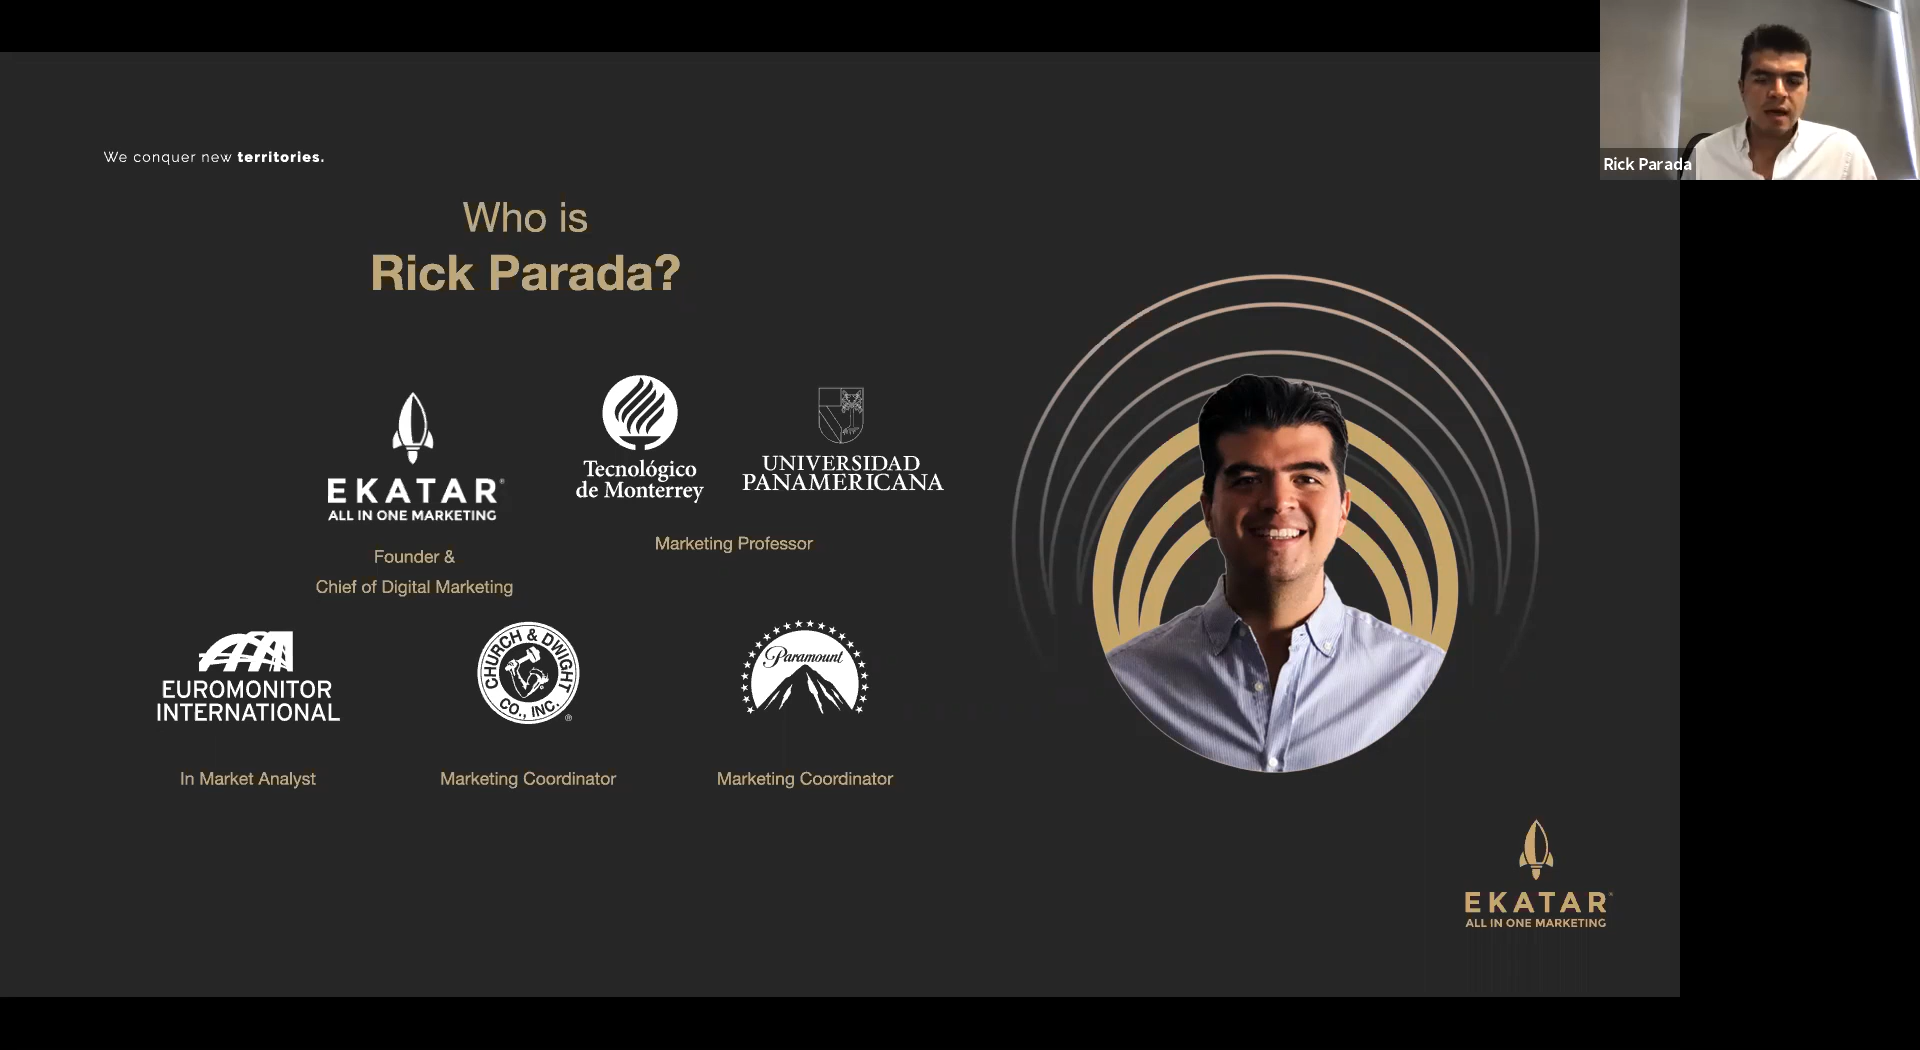 We conquer new territories.
Rick Parada
Who is
Rick Parada?
EKATAR®
ALL IN ONE MARKETING
Founder &
Chief of Digital Marketing
Tecnológico
de Monterrey
UNIVERSIDAD
PANAMERICANA
Marketing Professor
EUROMONITOR
INTERNATIONAL
In Market Analyst
CHURCH & DWIGHT
CO., INC.
®
Marketing Coordinator
Paramount
Marketing Coordinator
EKATAR®
ALL IN ONE MARKETING